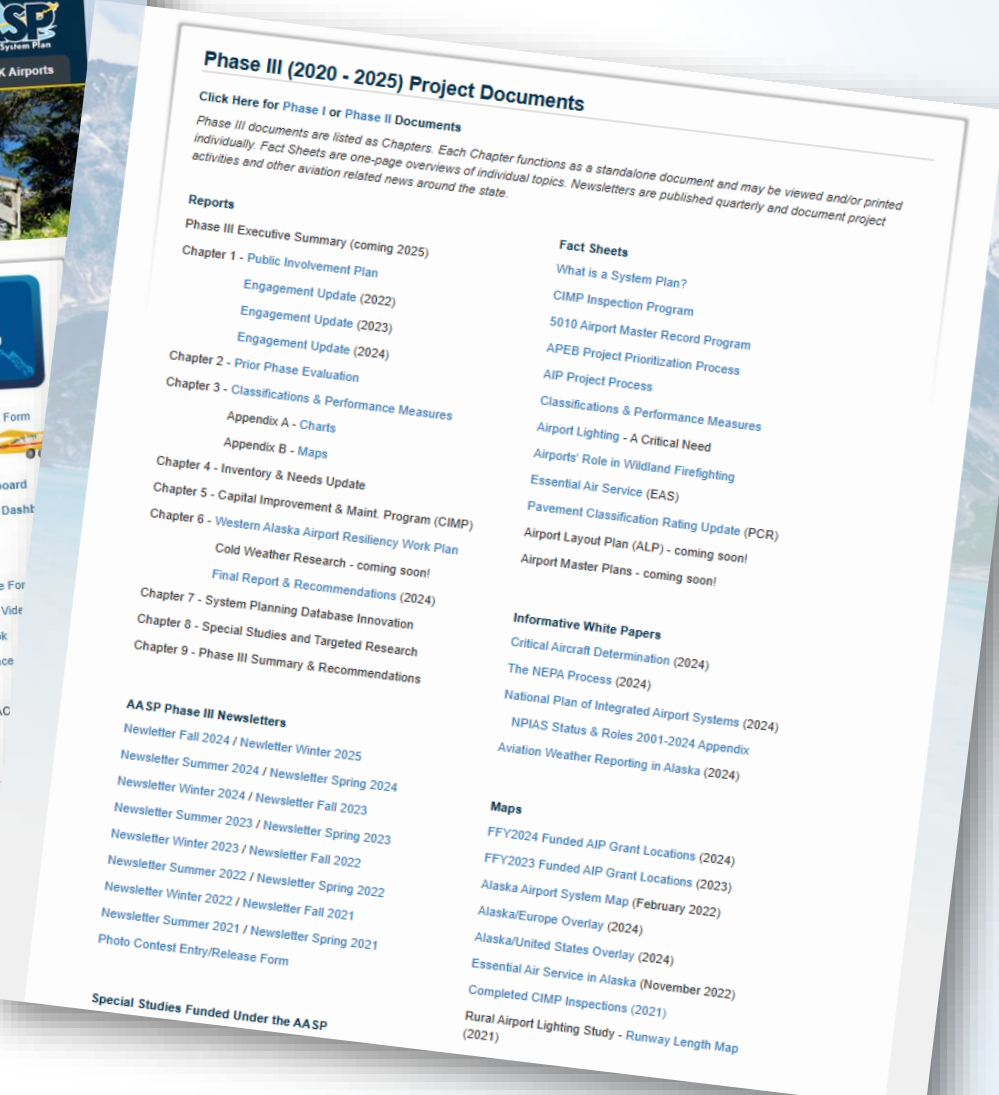 SP
System Plan
K Airports
Form
oard
Dashb
e For
Vide
ok
ce
AC
Phase III (2020 - 2025) Project Documents
Click Here for Phase I or Phase II Documents
Phase III documents are listed as Chapters. Each Chapter functions as a standalone document and may be viewed and/or printed
individually. Fact Sheets are one-page overviews of individual topics. Newsletters are published quarterly and document project
activities and other aviation related news around the state.
Reports
Phase III Executive Summary (coming 2025)
Chapter 1 - Public Involvement Plan
Engagement Update (2022)
Engagement Update (2023)
Engagement Update (2024)
Chapter 2 - Prior Phase Evaluation
Chapter 3 - Classifications & Performance Measures
Appendix A - Charts
Appendix B - Maps
Chapter 4 - Inventory & Needs Update
Chapter 5 - Capital Improvement & Maint. Program (CIMP)
Chapter 6 - Western Alaska Airport Resiliency Work Plan
Cold Weather Research - coming soon!
Final Report & Recommendations (2024)
Chapter 7 - System Planning Database Innovation
Chapter 8 - Special Studies and Targeted Research
Chapter 9 - Phase III Summary & Recommendations
AASP Phase III Newsletters
Newletter Fall 2024 / Newletter Winter 2025
Newsletter Summer 2024 / Newsletter Spring 2024
Newsletter Winter 2024 / Newsletter Fall 2023
Newsletter Summer 2023 / Newsletter Spring 2023
Newsletter Winter 2023 / Newsletter Fall 2022
Newsletter Summer 2022 / Newsletter Spring 2022
Newsletter Winter 2022 / Newsletter Fall 2021
Newsletter Summer 2021 / Newsletter Spring 2021
Photo Contest Entry/Release Form
Special Studies Funded Under the AASP
Fact Sheets
What is a System Plan?
CIMP Inspection Program
5010 Airport Master Record Program
APEB Project Prioritization Process
AIP Project Process
Classifications & Performance Measures
Airport Lighting - A Critical Need
Airports' Role in Wildland Firefighting
Essential Air Service (EAS)
Pavement Classification Rating Update (PCR)
Airport Layout Plan (ALP) - coming soon!
Airport Master Plans - coming soon!
Informative White Papers
Critical Aircraft Determination (2024)
The NEPA Process (2024)
National Plan of Integrated Airport Systems (2024)
NPIAS Status & Roles 2001-2024 Appendix
Aviation Weather Reporting in Alaska (2024)
Maps
FFY2024 Funded AIP Grant Locations (2024)
FFY2023 Funded AIP Grant Locations (2023)
Alaska Airport System Map (February 2022)
Alaska/Europe Overlay (2024)
Alaska/United States Overlay (2024)
Essential Air Service in Alaska (November 2022)
Completed CIMP Inspections (2021)
Rural Airport Lighting Study - Runway Length Map
(2021)